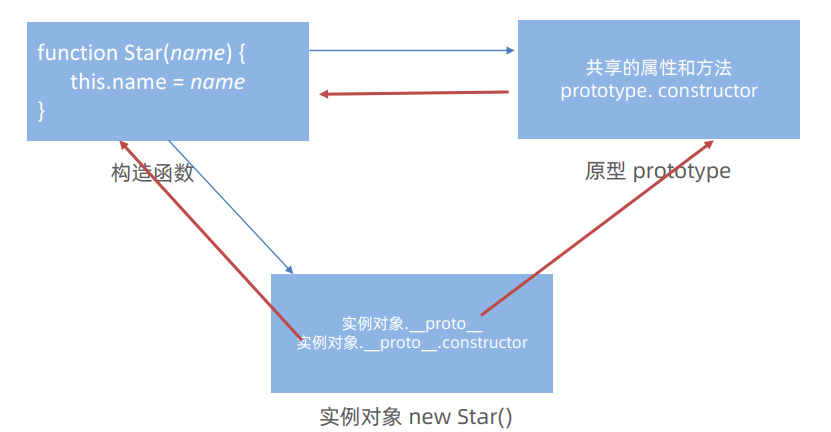 function Star(name) {
this.name = name
}
共享的属性和方法
prototype. constructor
构造函数
原型 prototype
实例对象.__proto__
实例对象.__proto__.constructor
实例对象 new Star()